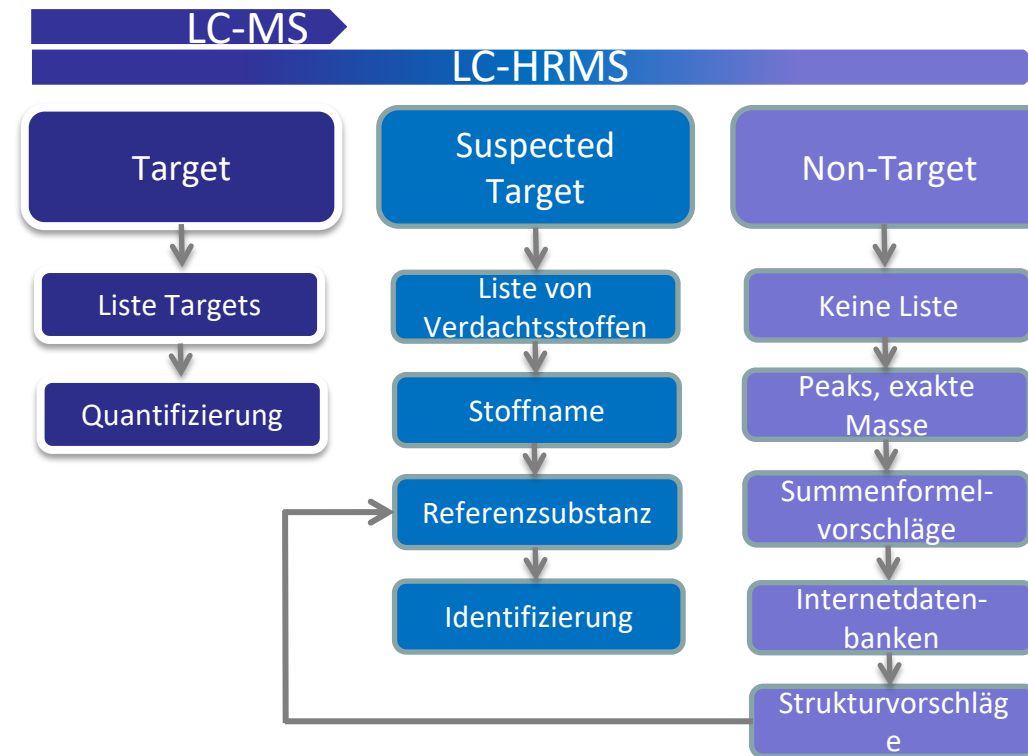 LC-MS
LC-HRMS
Target
Liste Targets
Quantifizierung
Suspected
Target
Liste von
Verdachtsstoffen
Stoffname
Referenzsubstanz
Identifizierung
Non-Target
Keine Liste
Peaks, exakte
Masse
Summenformel-
vorschläge
Internetdaten-
banken
Strukturvorschläg
e